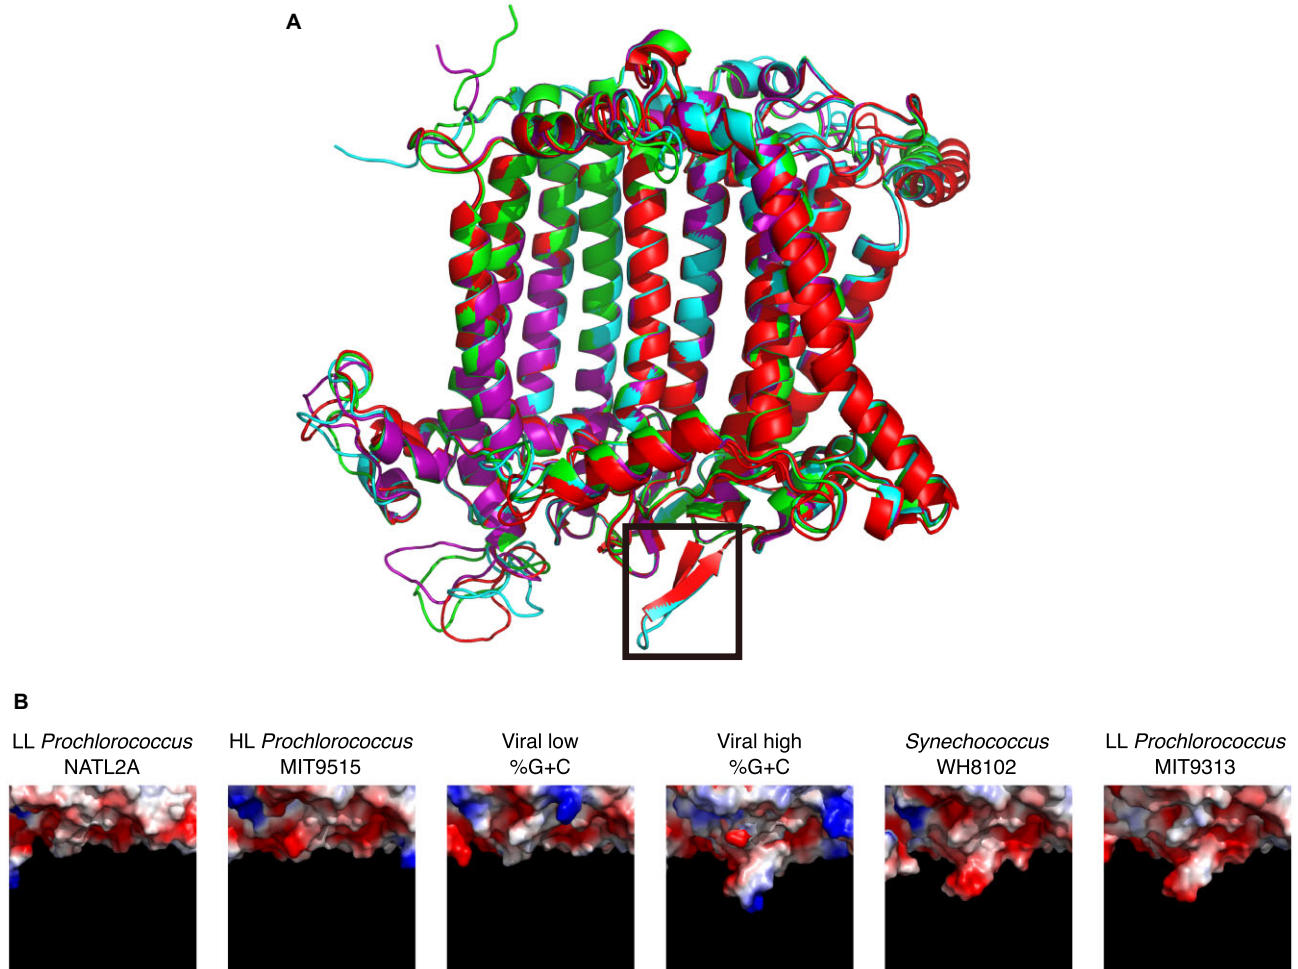 A
B
LL Prochlorococcus
NATL2A
HL Prochlorococcus
MIT9515
Viral low
%G+C
Viral high
%G+C
Synechococcus
WH8102
LL Prochlorococcus
MIT9313